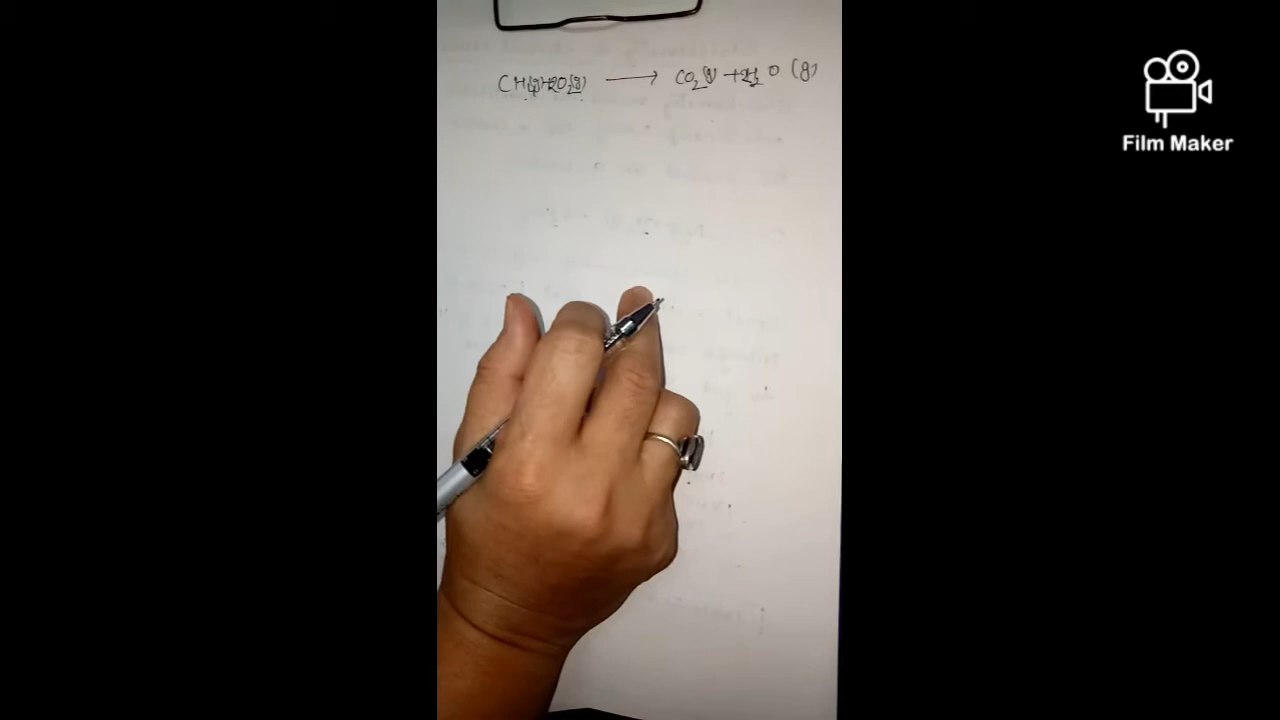 CH4(g)+2O2(g) → CO2(g) + 2H2O (g)
Film Maker